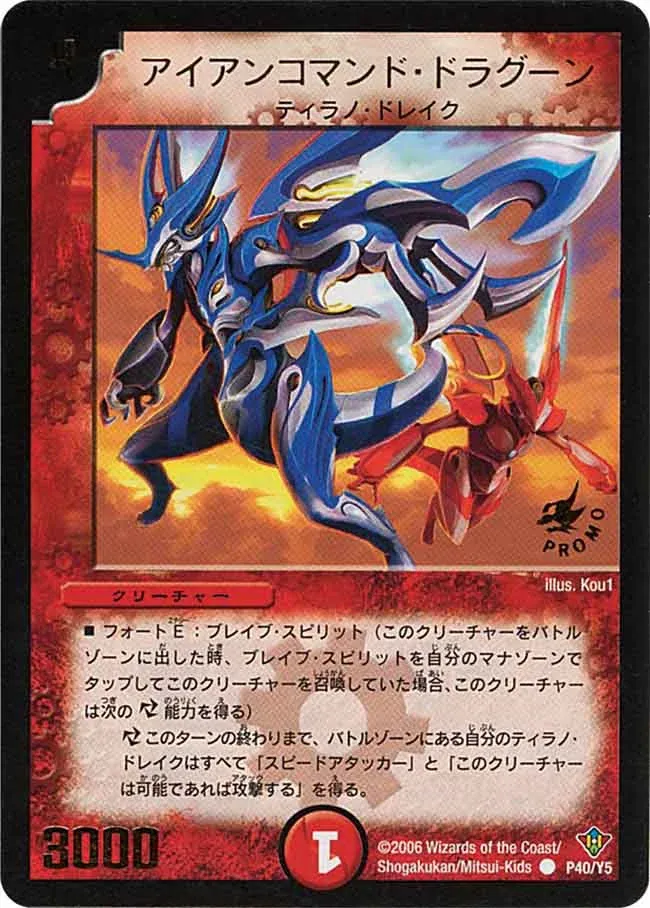 アイアンコマンド・ドラグーン
ティラノ・ドレイク
PROMO
illus. Kou1
クリーチャー
■ フォートE：ブレイブ・スピリット（このクリーチャーをバトル
ゾーンに出した時、ブレイブ・スピリットを自分のマナゾーンで
タップしてこのクリーチャーを召喚していた場合、このクリーチャー
は次の 能力を得る）
このターンの終わりまで、バトルゾーンにある自分のティラノ・
ドレイクはすべて「スピードアタッカー」と「このクリーチャー
は可能であれば攻撃する」を得る。
3000
1
©2006 Wizards of the Coast/
Shogakukan/Mitsui-Kids
P40/Y5